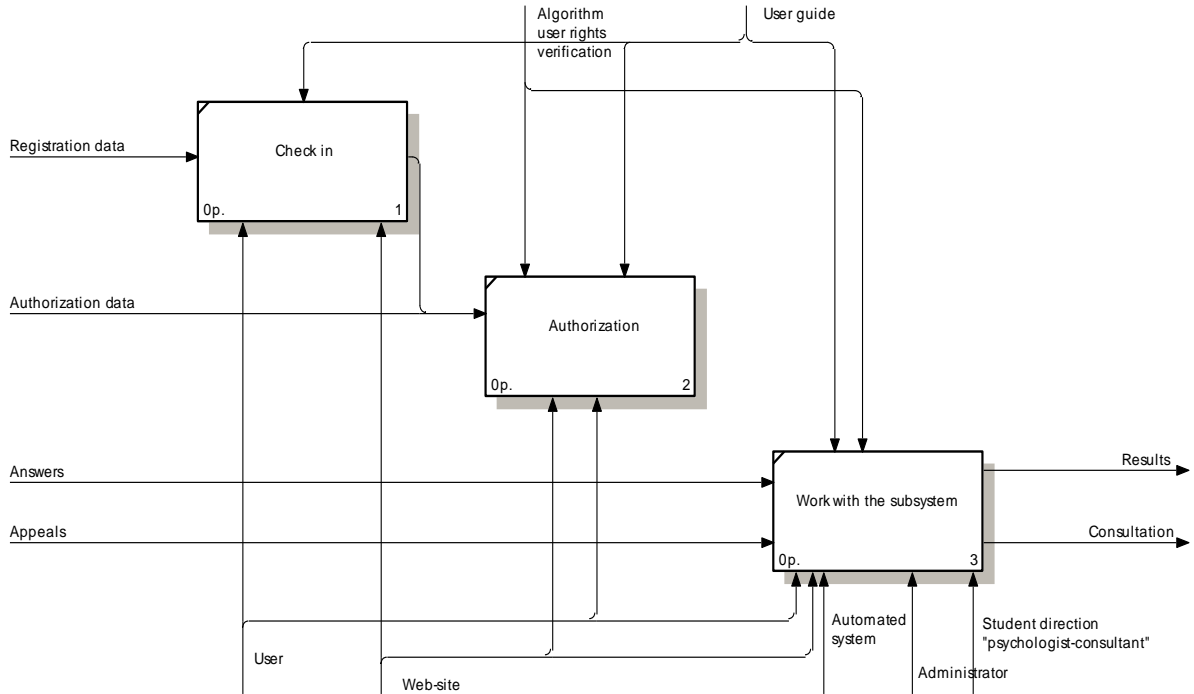 Algorithm
user rights
verification
User guide
Registration data
Check in
0p.
1
Authorization data
Authorization
0p.
2
Answers
Appeals
Work with the subsystem
0p.
3
Results
Consultation
Automated
system
Student direction
"psychologist-consultant"
Administrator
User
Web-site